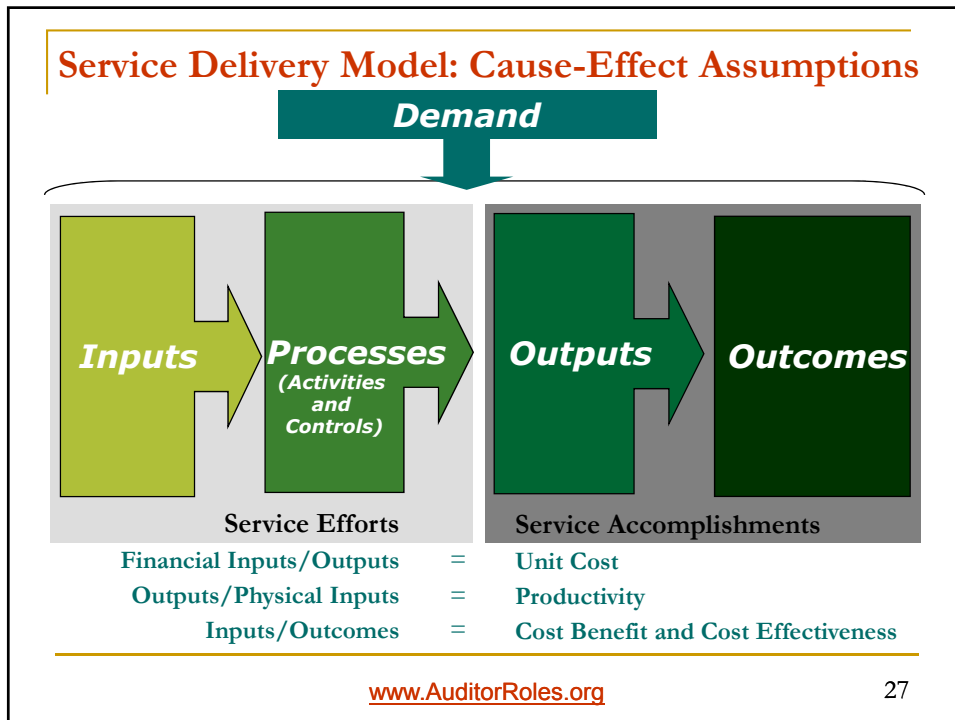 Service Delivery Model: Cause-Effect Assumptions
Demand
Inputs
Processes
(Activities
and
Controls)
Outputs
Outcomes
Service Efforts
Service Accomplishments
Financial Inputs/Outputs = Unit Cost
Outputs/Physical Inputs = Productivity
Inputs/Outcomes = Cost Benefit and Cost Effectiveness
www.AuditorRoles.org
27